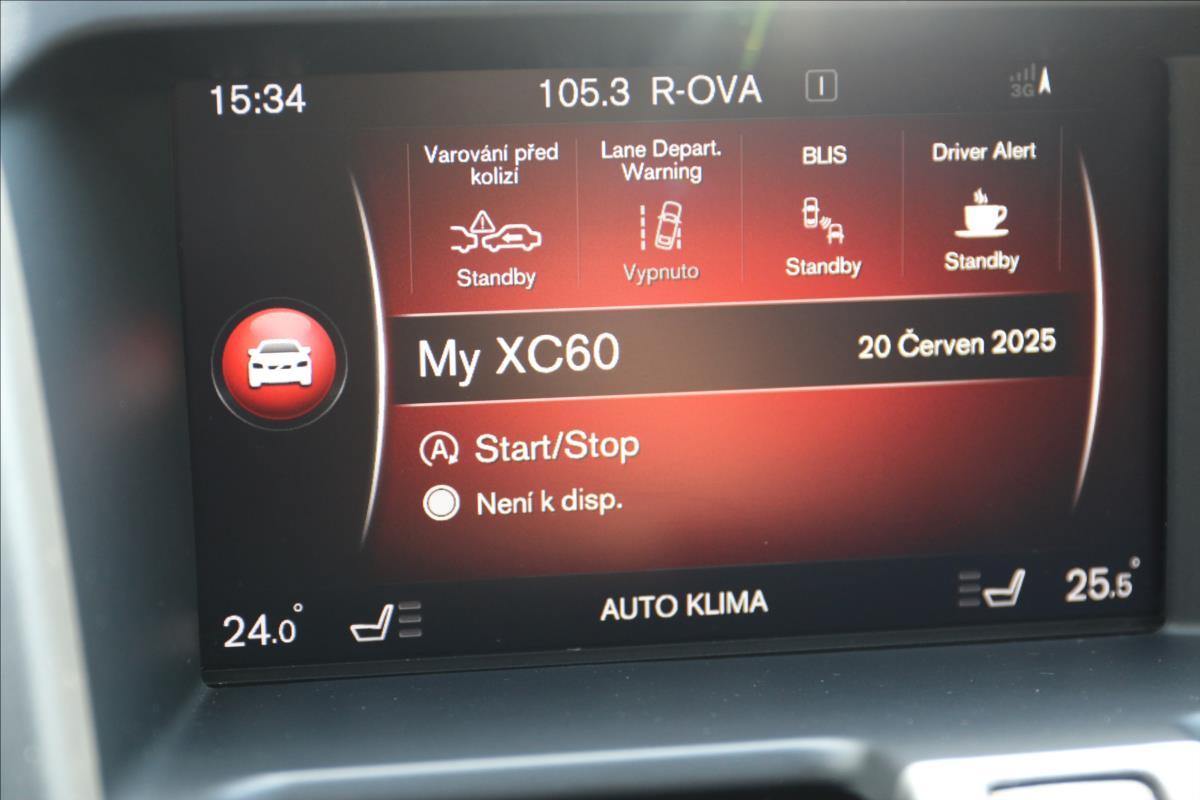 15:34 105.3 R-OVA I 3G
Varování před
kolizí
Standby
Lane Depart.
Warning
Vypnuto
BLIS
Standby
Driver Alert
Standby
My XC60 20 Červen 2025
A Start/Stop
Není k disp.
24.0° AUTO KLIMA 25.5°